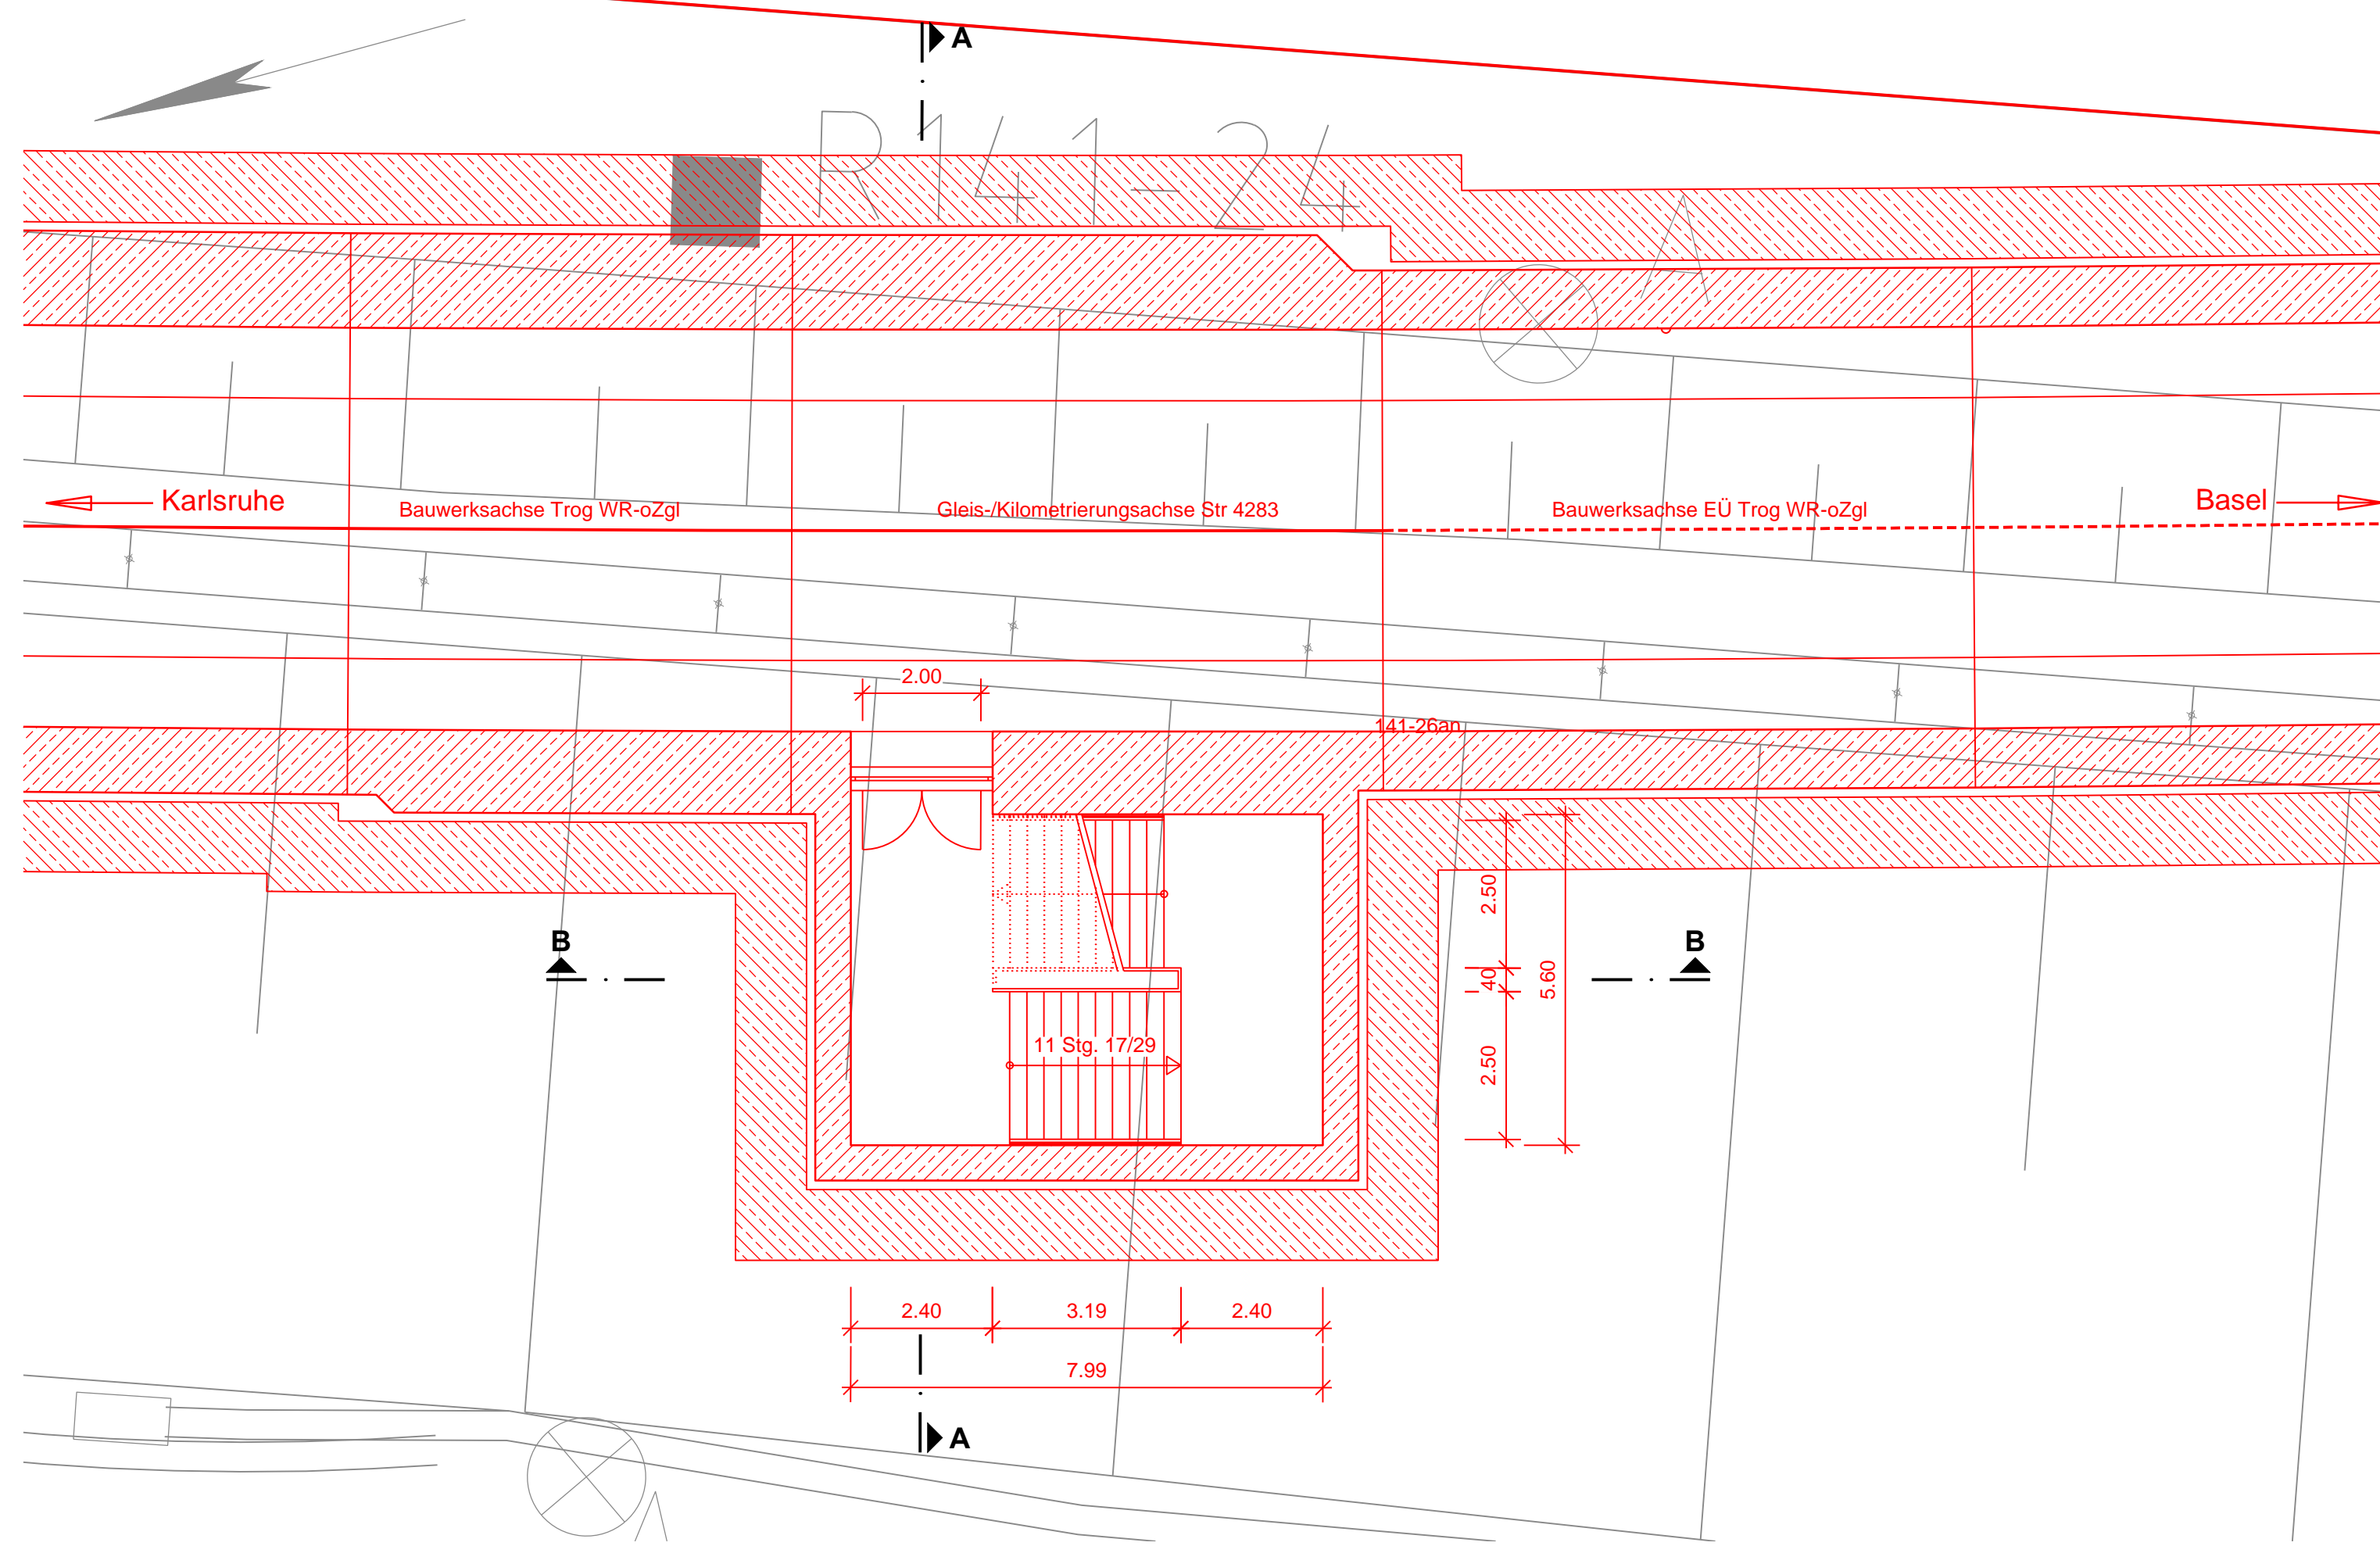 A
R141-24
A
Karlsruhe
Bauwerksachse Trog WR-oZgl
Gleis-/Kilometrierungsachse Str 4283
Bauwerksachse EÜ Trog WR-oZgl
Basel
2.00
141-26an
2.50
B
B
40
5.60
11 Stg. 17/29
2.50
2.40
3.19
2.40
7.99
A